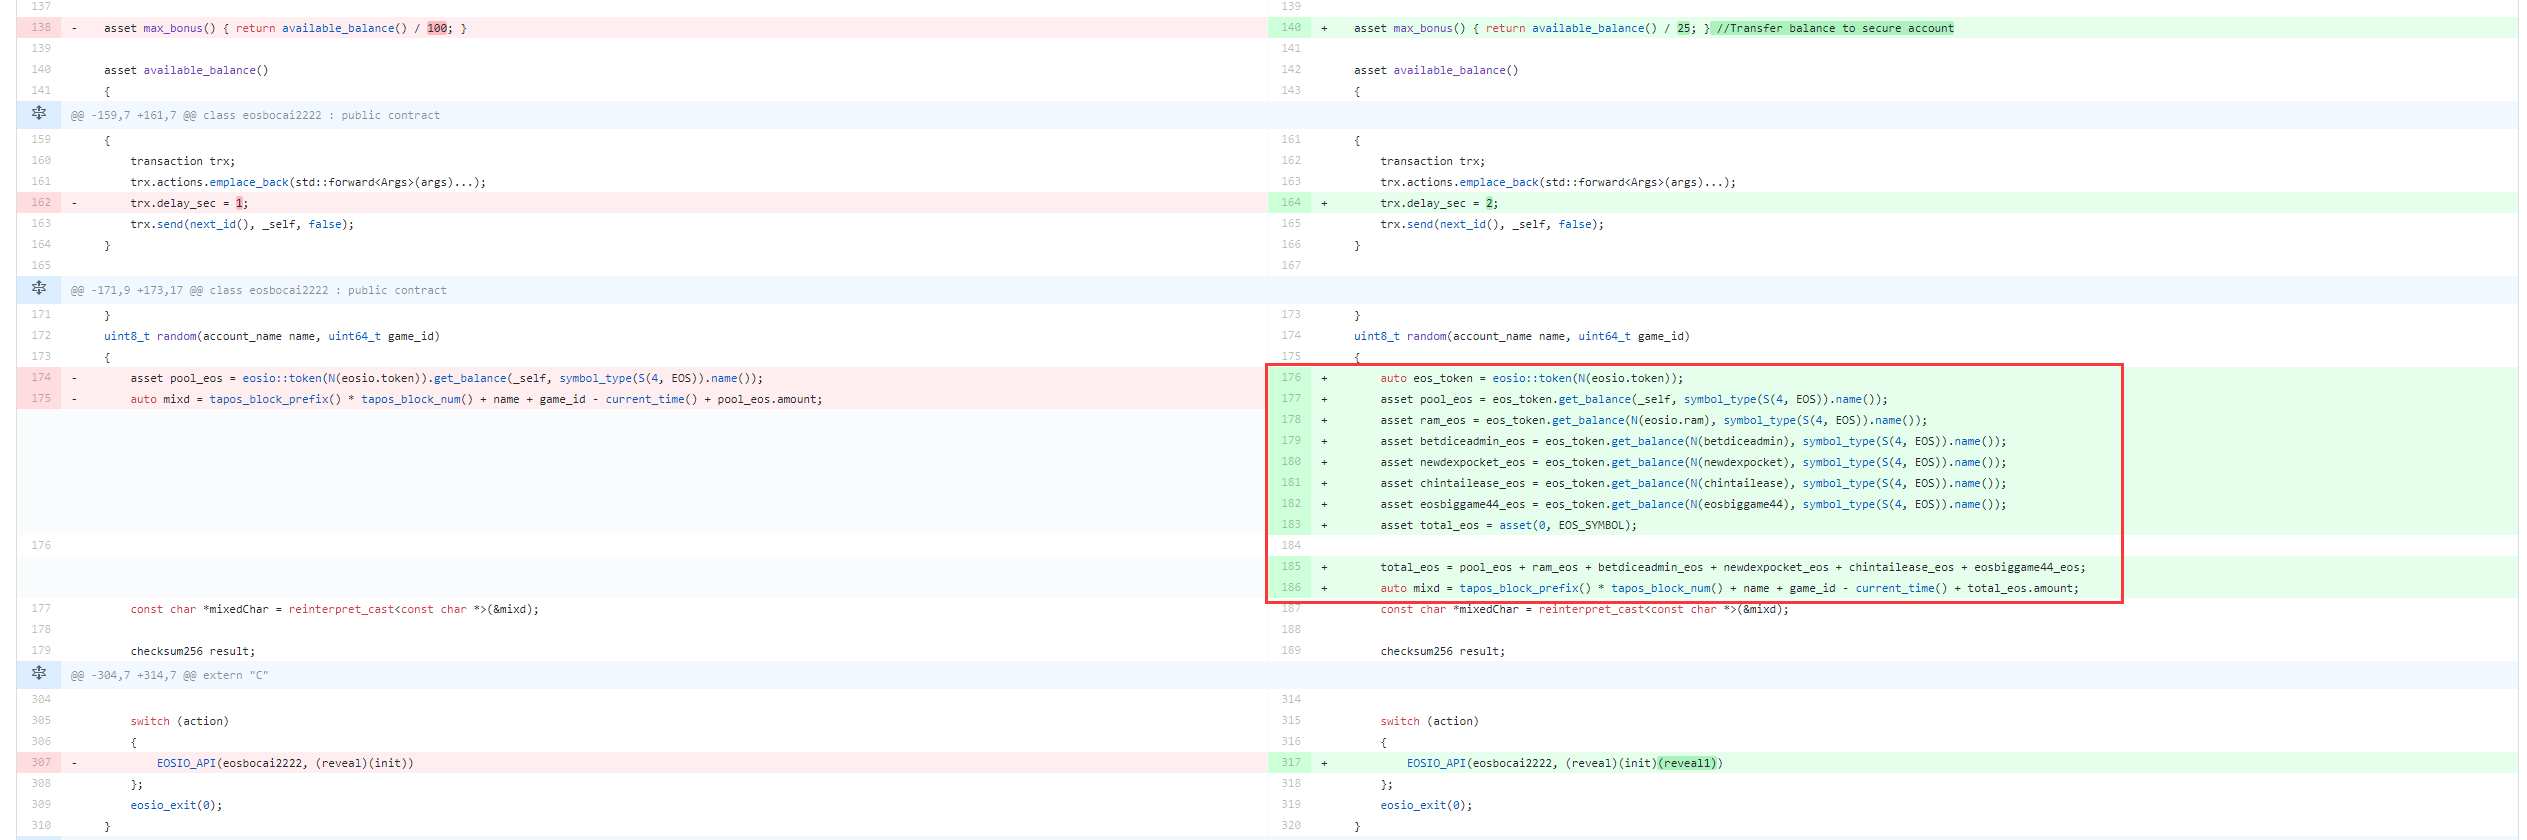 137
138 - asset max_bonus() { return available_balance() / 100; }
139
140 asset available_balance()
141 {
@@ -159,7 +161,7 @@ class eosbocai2222 : public contract
159 {
160 transaction trx;
161 trx.actions.emplace_back(std::forward<Args>(args)...);
162 - trx.delay_sec = 1;
163 trx.send(next_id(), _self, false);
164 }
165
@@ -171,9 +173,17 @@ class eosbocai2222 : public contract
171 }
172 uint8_t random(account_name name, uint64_t game_id)
173 {
174 - asset pool_eos = eosio::token(N(eosio.token)).get_balance(_self, symbol_type(S(4, EOS)).name());
175 - auto mixd = tapos_block_prefix() * tapos_block_num() + name + game_id - current_time() + pool_eos.amount;
176
177 const char *mixedChar = reinterpret_cast<const char *>(&mixd);
178
179 checksum256 result;
@@ -304,7 +314,7 @@ extern "C"
304
305 switch (action)
306 {
307 - EOSIO_API(eosbocai2222, (reveal)(init))
308 };
309 eosio_exit(0);
310 }
139
140 + asset max_bonus() { return available_balance() / 25; } //Transfer balance to secure account
141
142 asset available_balance()
143 {
161 {
162 transaction trx;
163 trx.actions.emplace_back(std::forward<Args>(args)...);
164 + trx.delay_sec = 2;
165 trx.send(next_id(), _self, false);
166 }
167
173 }
174 uint8_t random(account_name name, uint64_t game_id)
175 {
176 + auto eos_token = eosio::token(N(eosio.token));
177 + asset pool_eos = eos_token.get_balance(_self, symbol_type(S(4, EOS)).name());
178 + asset ram_eos = eos_token.get_balance(N(eosio.ram), symbol_type(S(4, EOS)).name());
179 + asset betdiceadmin_eos = eos_token.get_balance(N(betdiceadmin), symbol_type(S(4, EOS)).name());
180 + asset newdexpocket_eos = eos_token.get_balance(N(newdexpocket), symbol_type(S(4, EOS)).name());
181 + asset chintailease_eos = eos_token.get_balance(N(chintailease), symbol_type(S(4, EOS)).name());
182 + asset eosbiggame44_eos = eos_token.get_balance(N(eosbiggame44), symbol_type(S(4, EOS)).name());
183 + asset total_eos = asset(0, EOS_SYMBOL);
184
185 + total_eos = pool_eos + ram_eos + betdiceadmin_eos + newdexpocket_eos + chintailease_eos + eosbiggame44_eos;
186 + auto mixd = tapos_block_prefix() * tapos_block_num() + name + game_id - current_time() + total_eos.amount;
187 const char *mixedChar = reinterpret_cast<const char *>(&mixd);
188
189 checksum256 result;
314
315 switch (action)
316 {
317 + EOSIO_API(eosbocai2222, (reveal)(init)(reveal1))
318 };
319 eosio_exit(0);
320 }